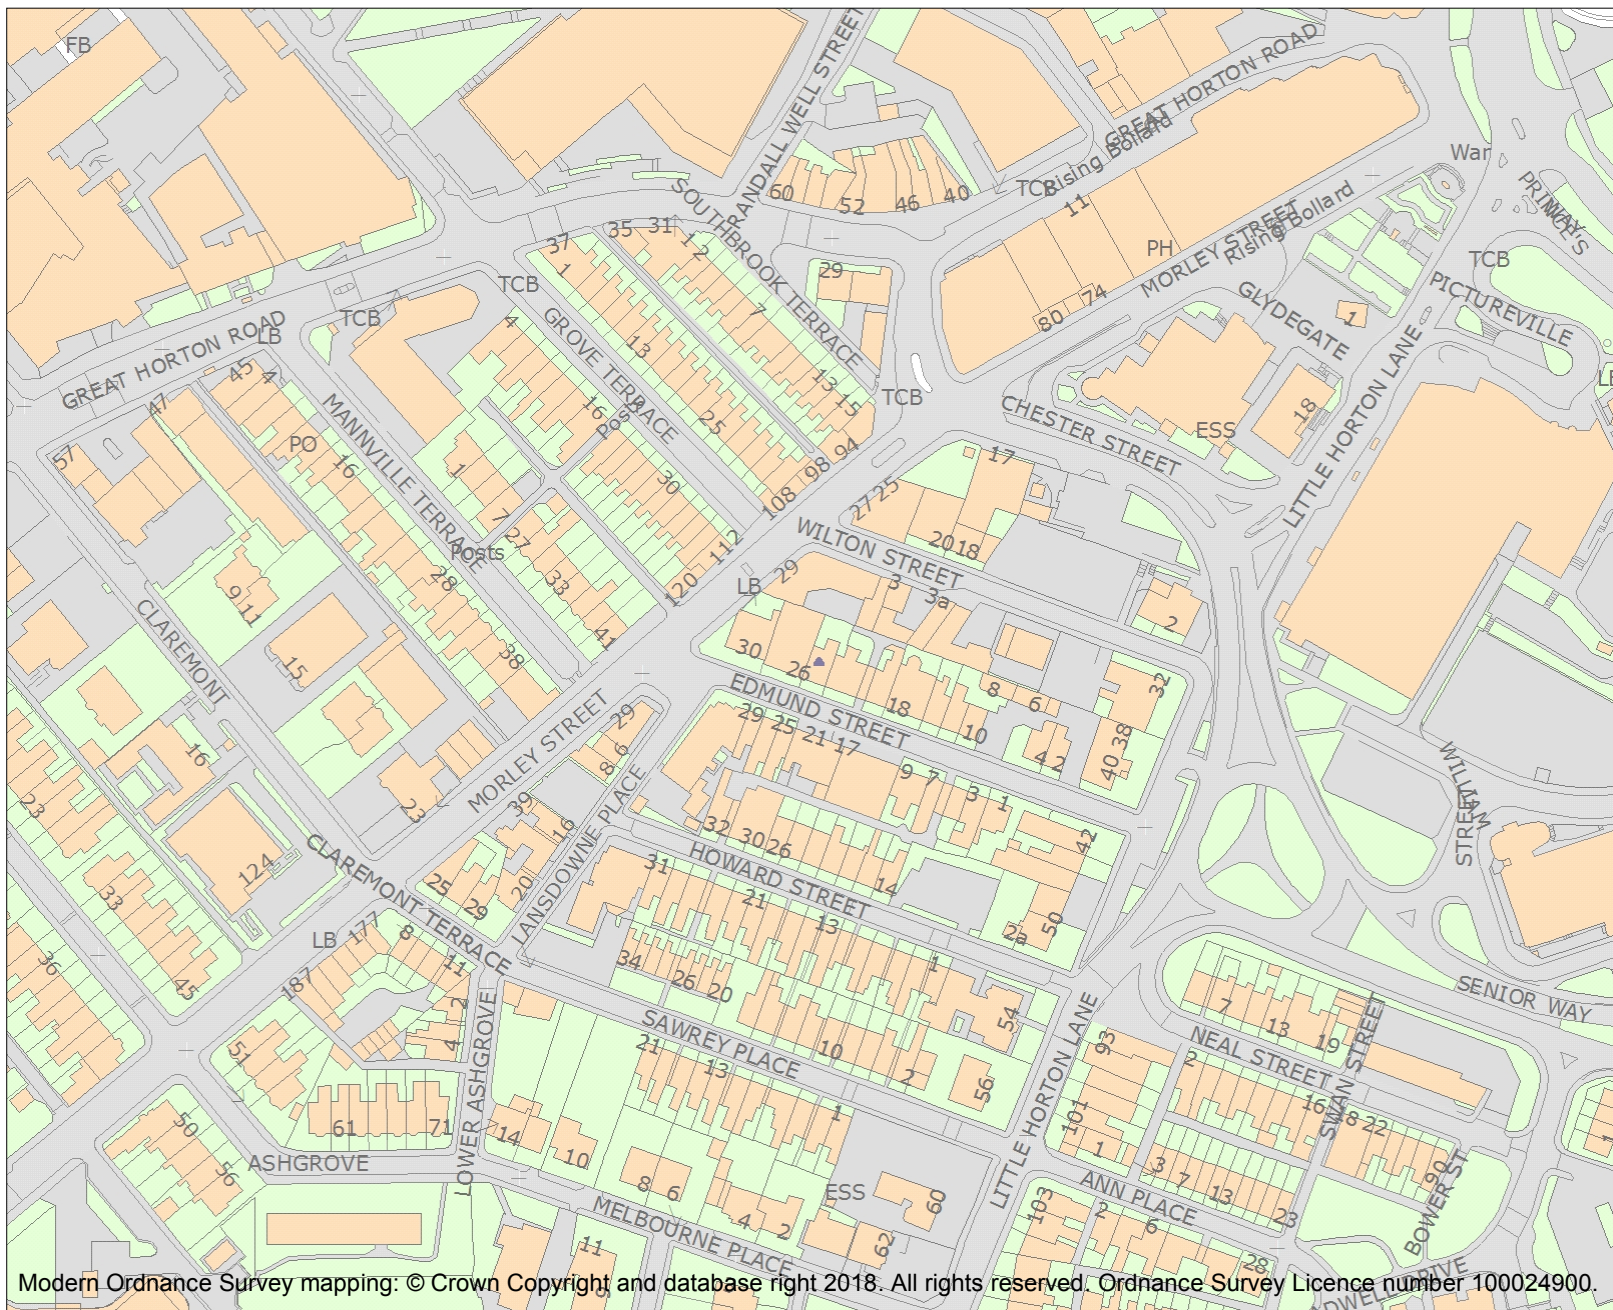 FB
RANDALL WELL STREET
GREAT HORTON ROAD
Rising Bollard
TCB
War
60
52
46
40
11
SOUTHBROOK TERRACE
PRINCE'S
WAY
37
35
31
1
2
1
PH
MORLEY STREET
Rising Bollard
TCB
29
TCB
PICTUREVILLE
GLYDEGATE
74
80
1
7
TCB
4
GROVE TERRACE
GREAT HORTON ROAD
LB
13
LITTLE HORTON LANE
45
4
13
15
TCB
47
MANNVILLE TERRACE
16
Posts
25
CHESTER STREET
18
ESS
57
PO
16
1
94
98
17
30
108
27
25
7
27
WILTON STREET
20
18
Posts
112
28
33
120
LB
29
3
3a
9
11
CLAREMONT
2
41
30
26
15
38
32
EDMUND STREET
18
8
6
10
29
25
21
17
4
2
38
40
29
6
8
MORLEY STREET
16
WILLIAM
STREET
9
7
3
1
23
23
39
LANSDOWNE PLACE
16
32
30
26
42
CLAREMONT TERRACE
124
HOWARD STREET
31
14
33
25
29
20
21
13
2a
50
LB
177
8
11
34
26
20
1
36
45
187
SENIOR WAY
2
4
LOWER ASHGROVE
SAWREY PLACE
54
7
13
19
SWAN STREET
NEAL STREET
51
21
13
10
2
56
93
LITTLE HORTON LANE
2
16
18
22
101
1
1
50
61
71
14
10
56
ASHGROVE
3
7
13
23
90
BOWER ST
8
6
ESS
60
ANN PLACE
103
2
6
MELBOURNE PLACE
4
2
62
11
28
Modern Ordnance Survey mapping: © Crown Copyright and database right 2018. All rights reserved. Ordnance Survey Licence number 100024900.